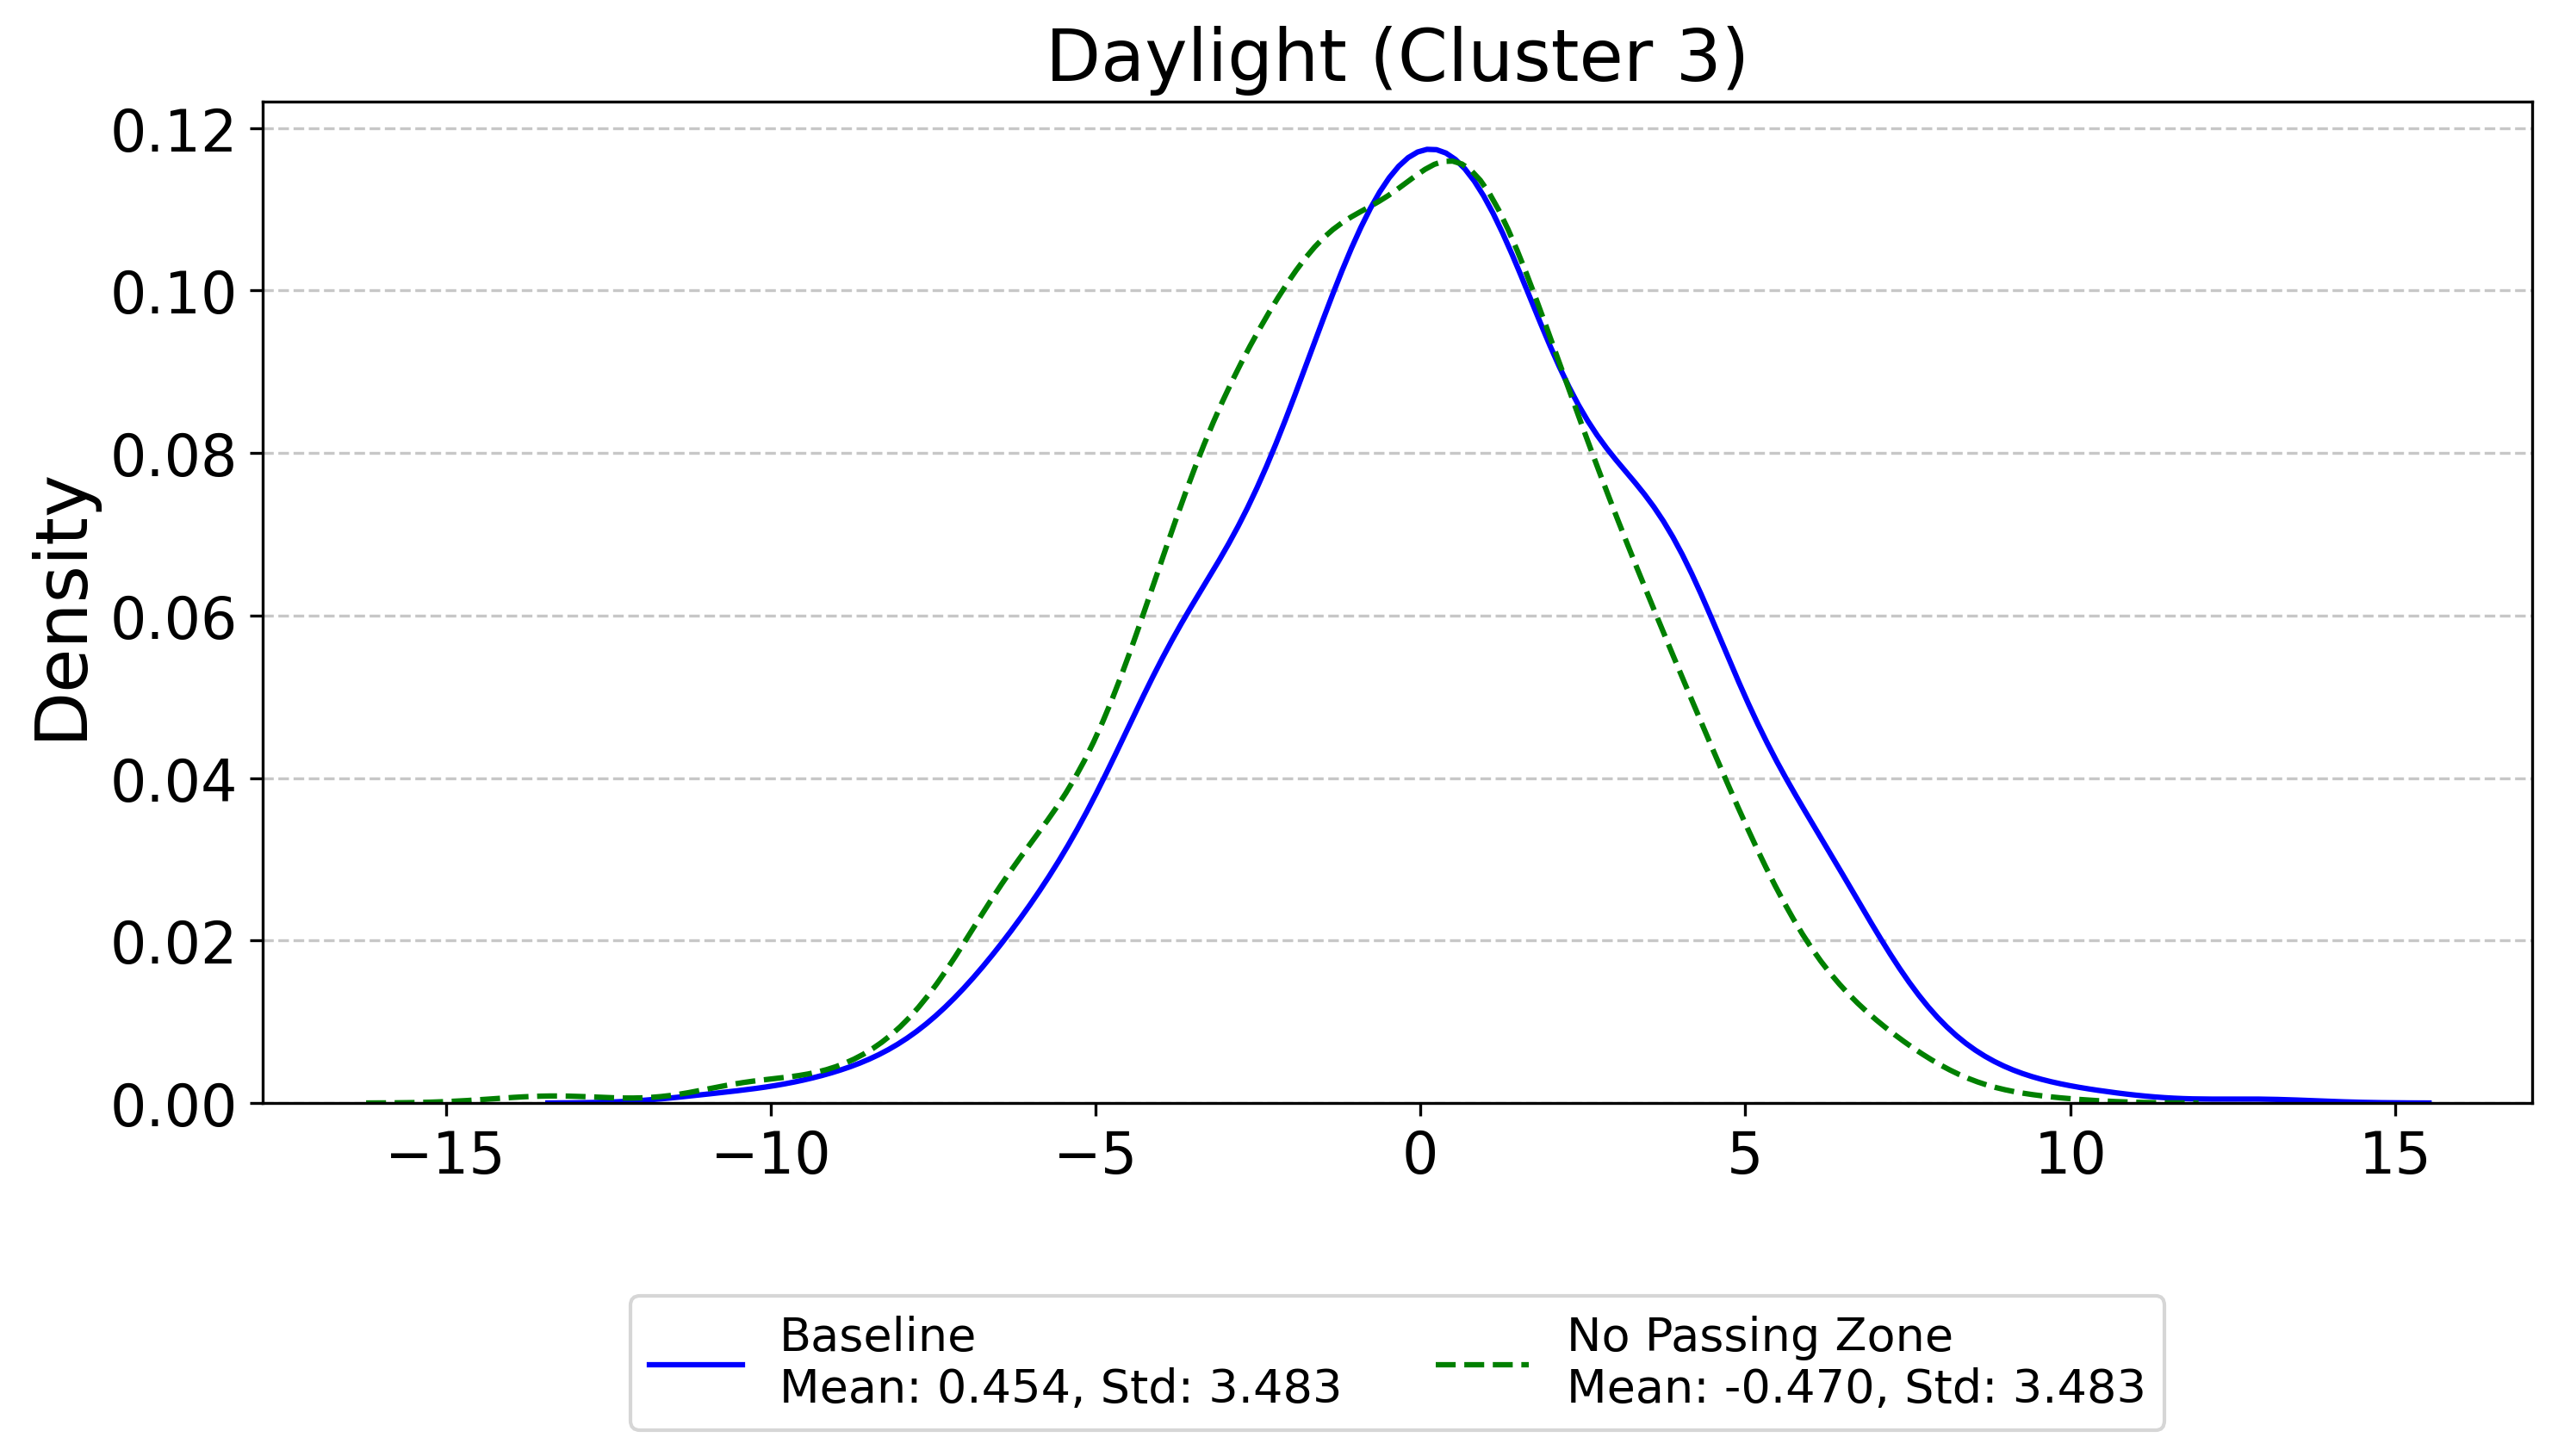 Daylight (Cluster 3)
Density
0.12
0.10
0.08
0.06
0.04
0.02
0.00
−15 −10 −5 0 5 10 15
Baseline
Mean: 0.454, Std: 3.483
No Passing Zone
Mean: -0.470, Std: 3.483